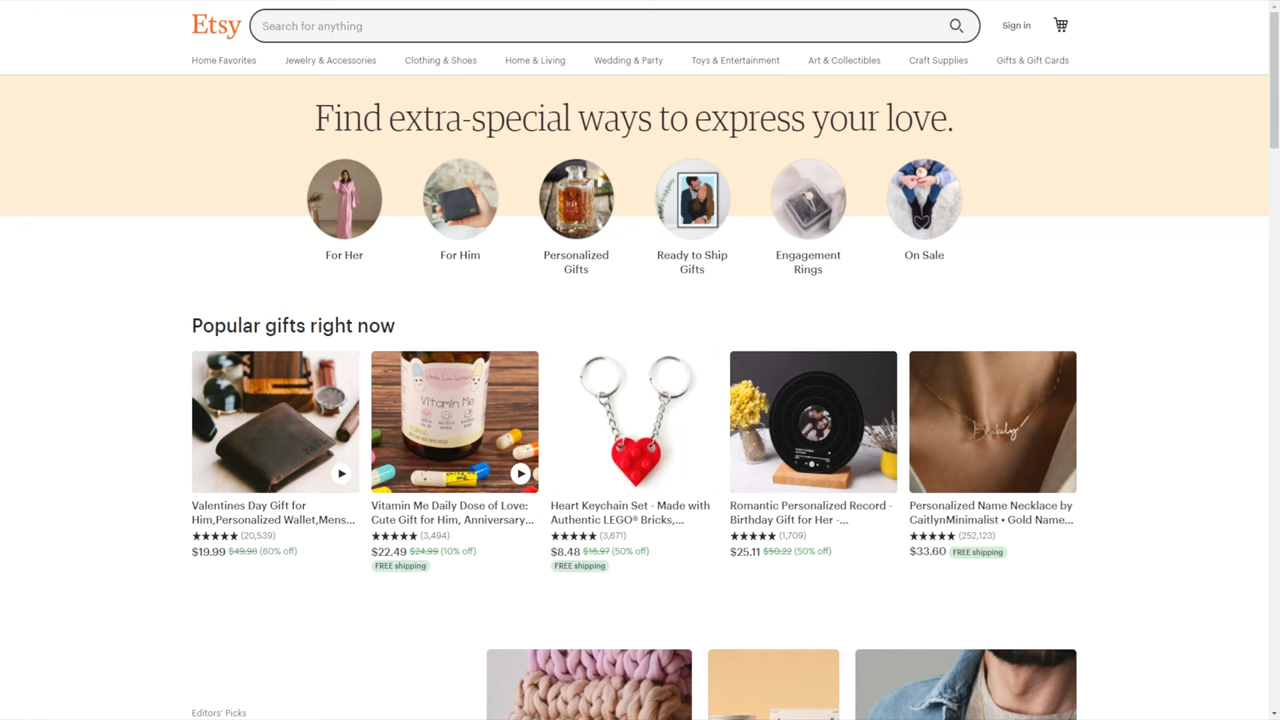 Etsy
Search for anything
Sign in
Home Favorites
Jewelry & Accessories
Clothing & Shoes
Home & Living
Wedding & Party
Toys & Entertainment
Art & Collectibles
Craft Supplies
Gifts & Gift Cards
Find extra-special ways to express your love.
For Her
For Him
Personalized
Gifts
Ready to Ship
Gifts
Engagement
Rings
On Sale
Popular gifts right now
Vitamin Me
Blakely
Valentines Day Gift for
Him,Personalized Wallet,Mens...
(20,539)
$19.99 $49.98 (60% off)
Vitamin Me Daily Dose of Love:
Cute Gift for Him, Anniversary...
(3,494)
$22.49 $24.99 (10% off)
FREE shipping
Heart Keychain Set - Made with
Authentic LEGO® Bricks,...
(3,671)
$8.48 $16.97 (50% off)
FREE shipping
Romantic Personalized Record -
Birthday Gift for Her -...
(1,709)
$25.11 $50.22 (50% off)
Personalized Name Necklace by
CaitlynMinimalist • Gold Name...
(252,123)
$33.60 FREE shipping
Editors' Picks